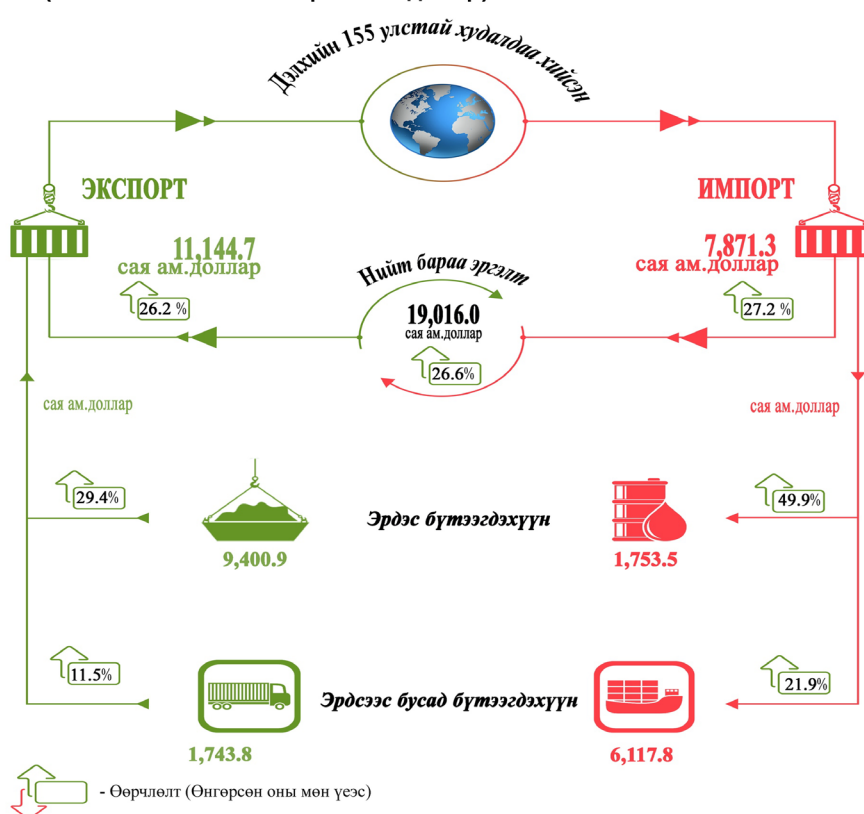 Дэлхийн 155 улстай худалдаа хийсэн
ЭКСПОРТ
ИМПОРТ
11,144.7
сая ам.доллар
26.2 %
7,871.3
сая ам.доллар
27.2 %
Нийт бараа эргэлт
19,016.0
сая ам.доллар
26.6%
сая ам.доллар
сая ам.доллар
29.4%
9,400.9
Эрдэс бүтээгдэхүүн
1,753.5
49.9%
11.5%
1,743.8
Эрдсээс бусад бүтээгдэхүүн
6,117.8
21.9%
- Өөрчлөлт (Өнгөрсөн оны мөн үеэс)